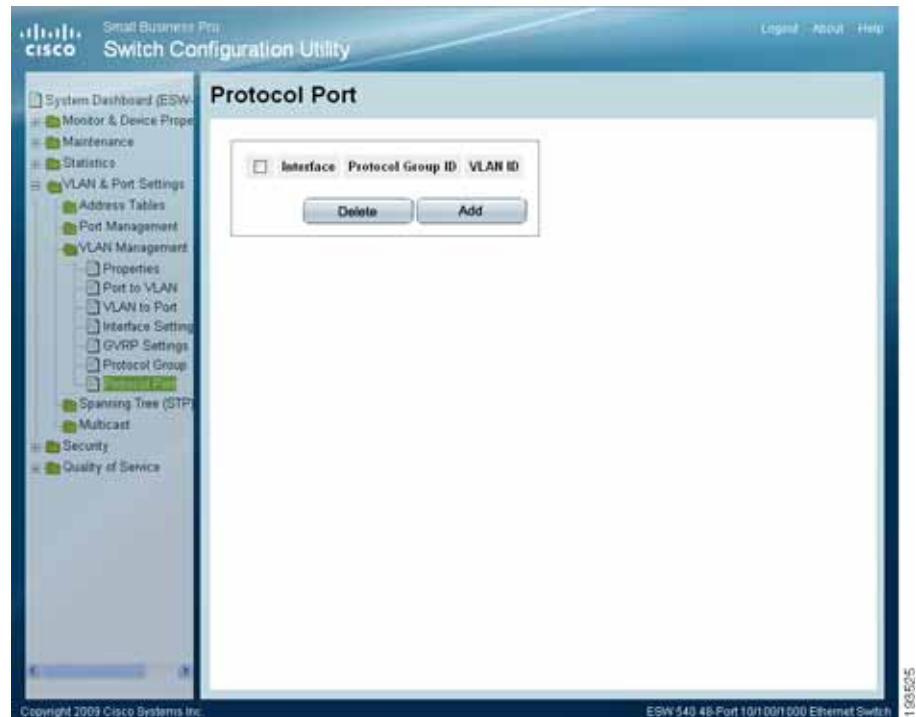 Small Business Pro
cisco Switch Configuration Utility
Logout About Help
System Dashboard (ESW-
Monitor & Device Prope
Maintenance
Statistics
VLAN & Port Settings
Address Tables
Port Management
VLAN Management
Properties
Port to VLAN
VLAN to Port
Interface Setting
GVRP Settings
Protocol Group
Protocol Port
Spanning Tree (STP)
Multicast
Security
Quality of Service
Protocol Port
Interface Protocol Group ID VLAN ID
Delete Add
Copyright 2009 Cisco Systems Inc.
ESW 540 48-Port 10/100/1000 Ethernet Switch
193525